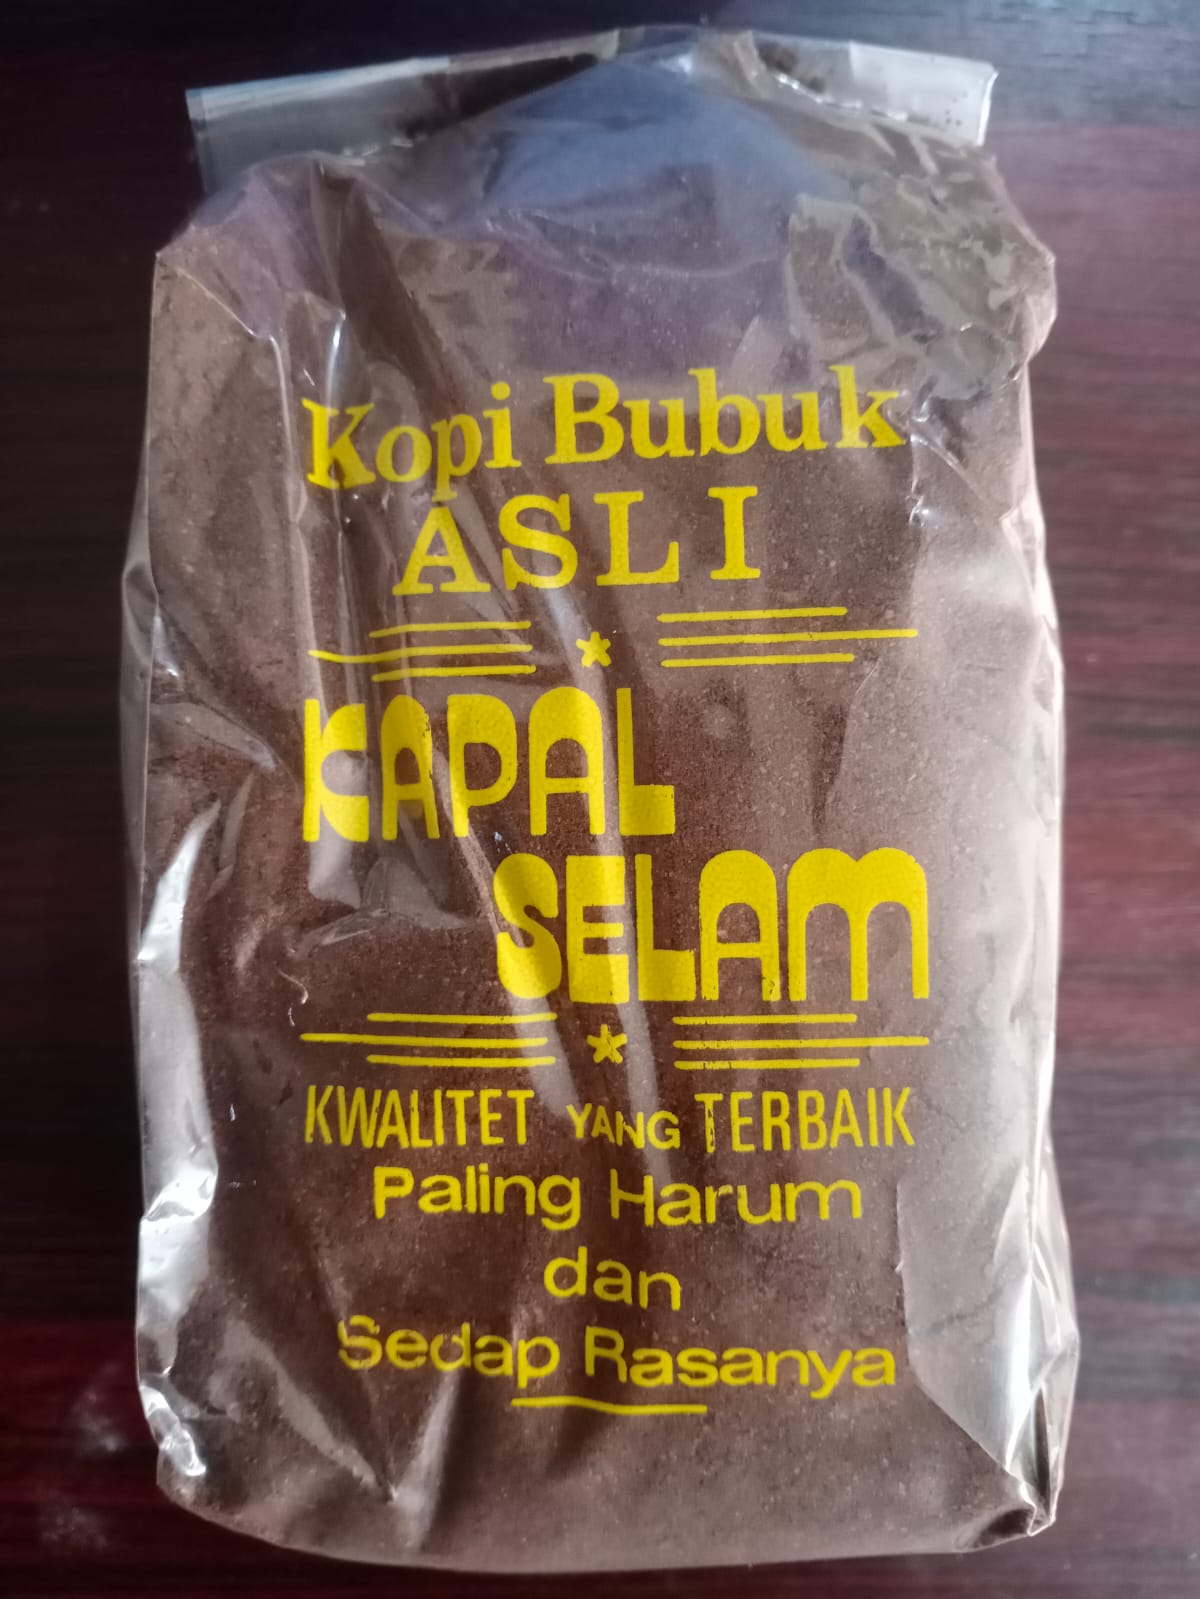 Kopi Bubuk
ASLI
KAPAL
SELAM
KWALITET YANG TERBAIK
Paling Harum
dan
Sedap Rasanya